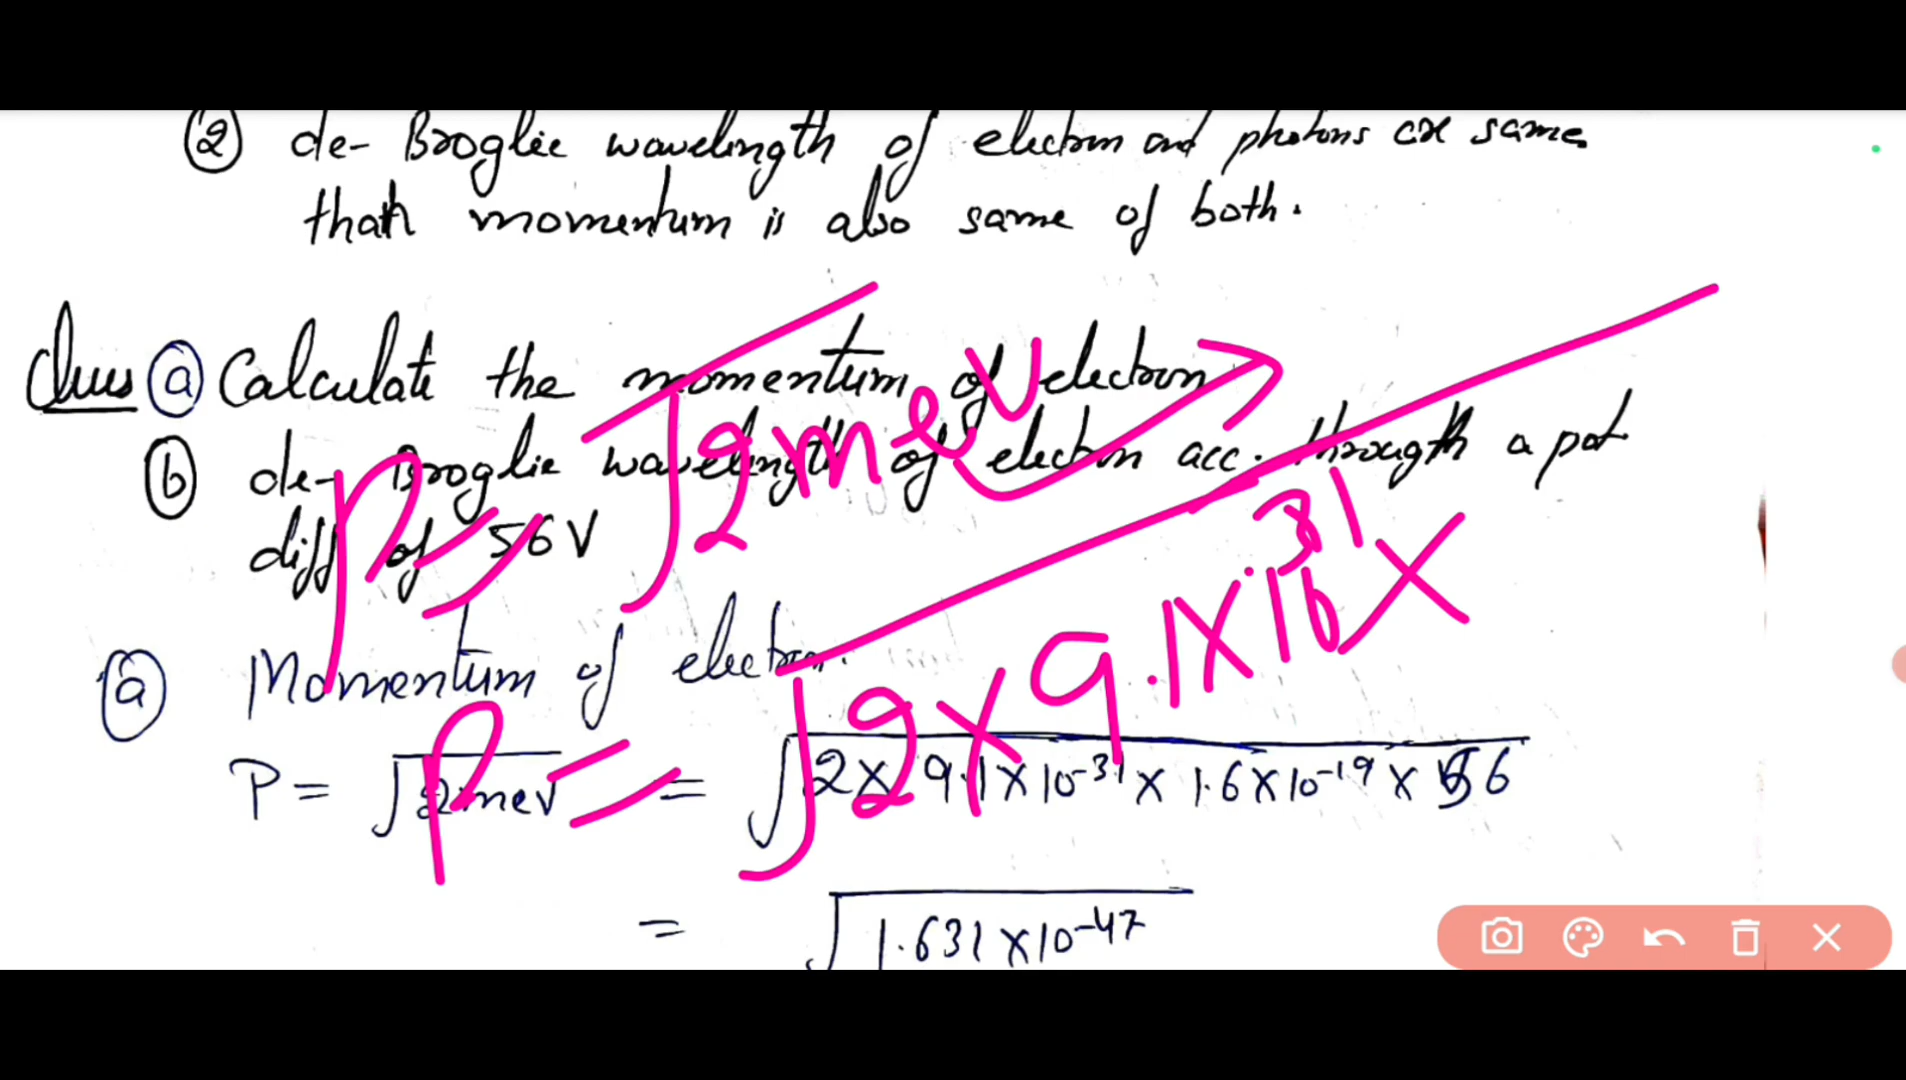 ② de-Broglie wavelength of electron and photons are same
than momentum is also same of both.
Ques ⓐ Calculate the momentum of electron
ⓑ de-Broglie wavelength of electron acc. through a pot
diff of 56 V
P = √2meV
ⓐ Momentum of electron.
P = √2 × 9.1 × 10 31 ×
P = √2meV = √2 × 9.1 × 10⁻³¹ × 1.6 × 10⁻¹⁹ × 56
= √1.631 × 10⁻⁴⁷